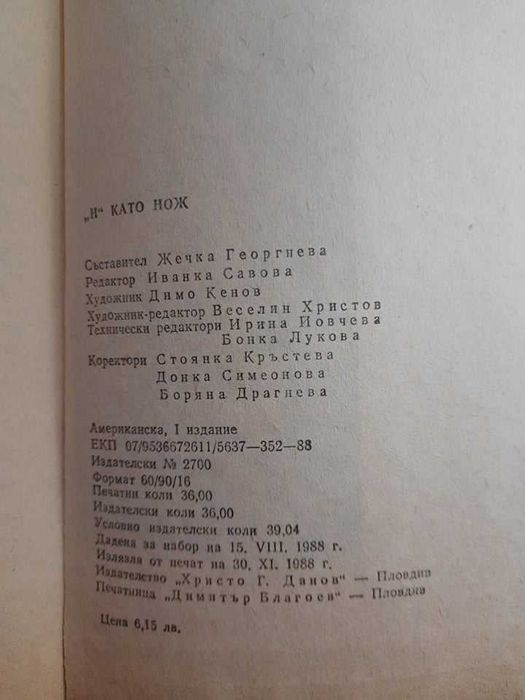 „Н“ КАТО НОЖ
Съставител Жечка Георгиева
Редактор Иванка Савова
Художник Димо Кенов
Художник-редактор Веселин Христов
Технически редактори Ирина Йовчева
Бонка Лукова
Коректори Стоянка Кръстева
Донка Симеонова
Боряна Драгнева
Американска, I издание
ЕКП 07/9536672611/5637—352—88
Издателски № 2700
Формат 60/90/16
Печатни коли 36,00
Издателски коли 36,00
Условно издателски коли 39,04
Дадена за набор на 15. VIII. 1988 г.
Излязла от печат на 30. XI. 1988 г.
Издателство „Христо Г. Данов“ — Пловдив
Печатница „Димитър Благоев“ — Пловдив
Цена 6,15 лв.